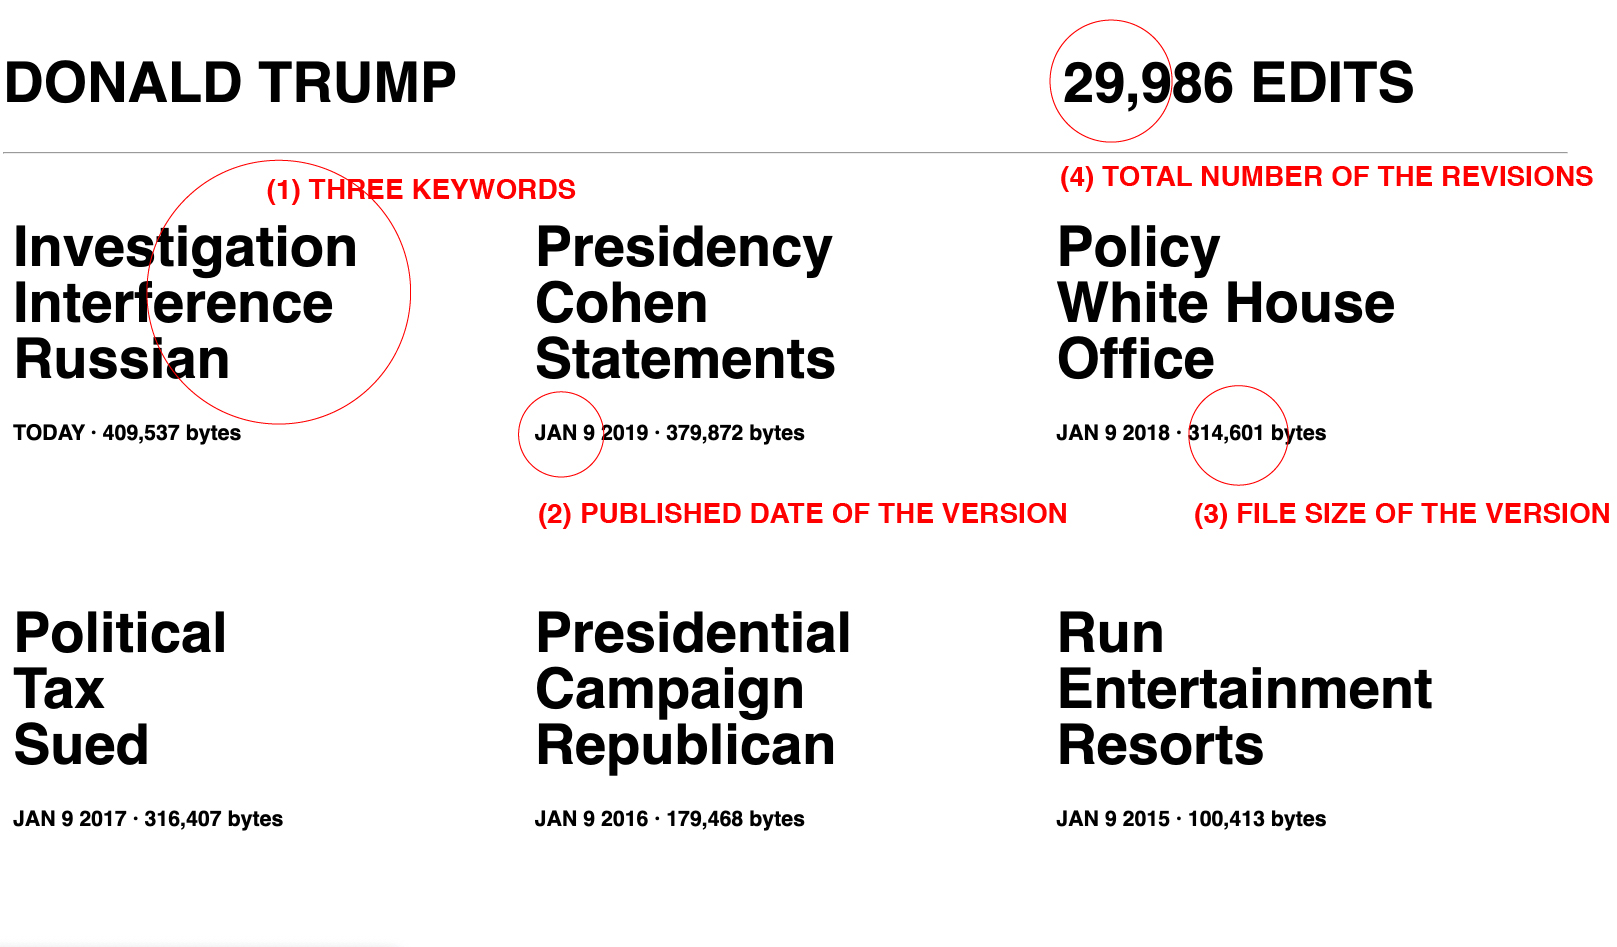 DONALD TRUMP
29,986 EDITS
(1) THREE KEYWORDS
(4) TOTAL NUMBER OF THE REVISIONS
Investigation
Interference
Russian
TODAY · 409,537 bytes
Presidency
Cohen
Statements
JAN 9 2019 · 379,872 bytes
(2) PUBLISHED DATE OF THE VERSION
Policy
White House
Office
JAN 9 2018 · 314,601 bytes
(3) FILE SIZE OF THE VERSION
Political
Tax
Sued
JAN 9 2017 · 316,407 bytes
Presidential
Campaign
Republican
JAN 9 2016 · 179,468 bytes
Run
Entertainment
Resorts
JAN 9 2015 · 100,413 bytes